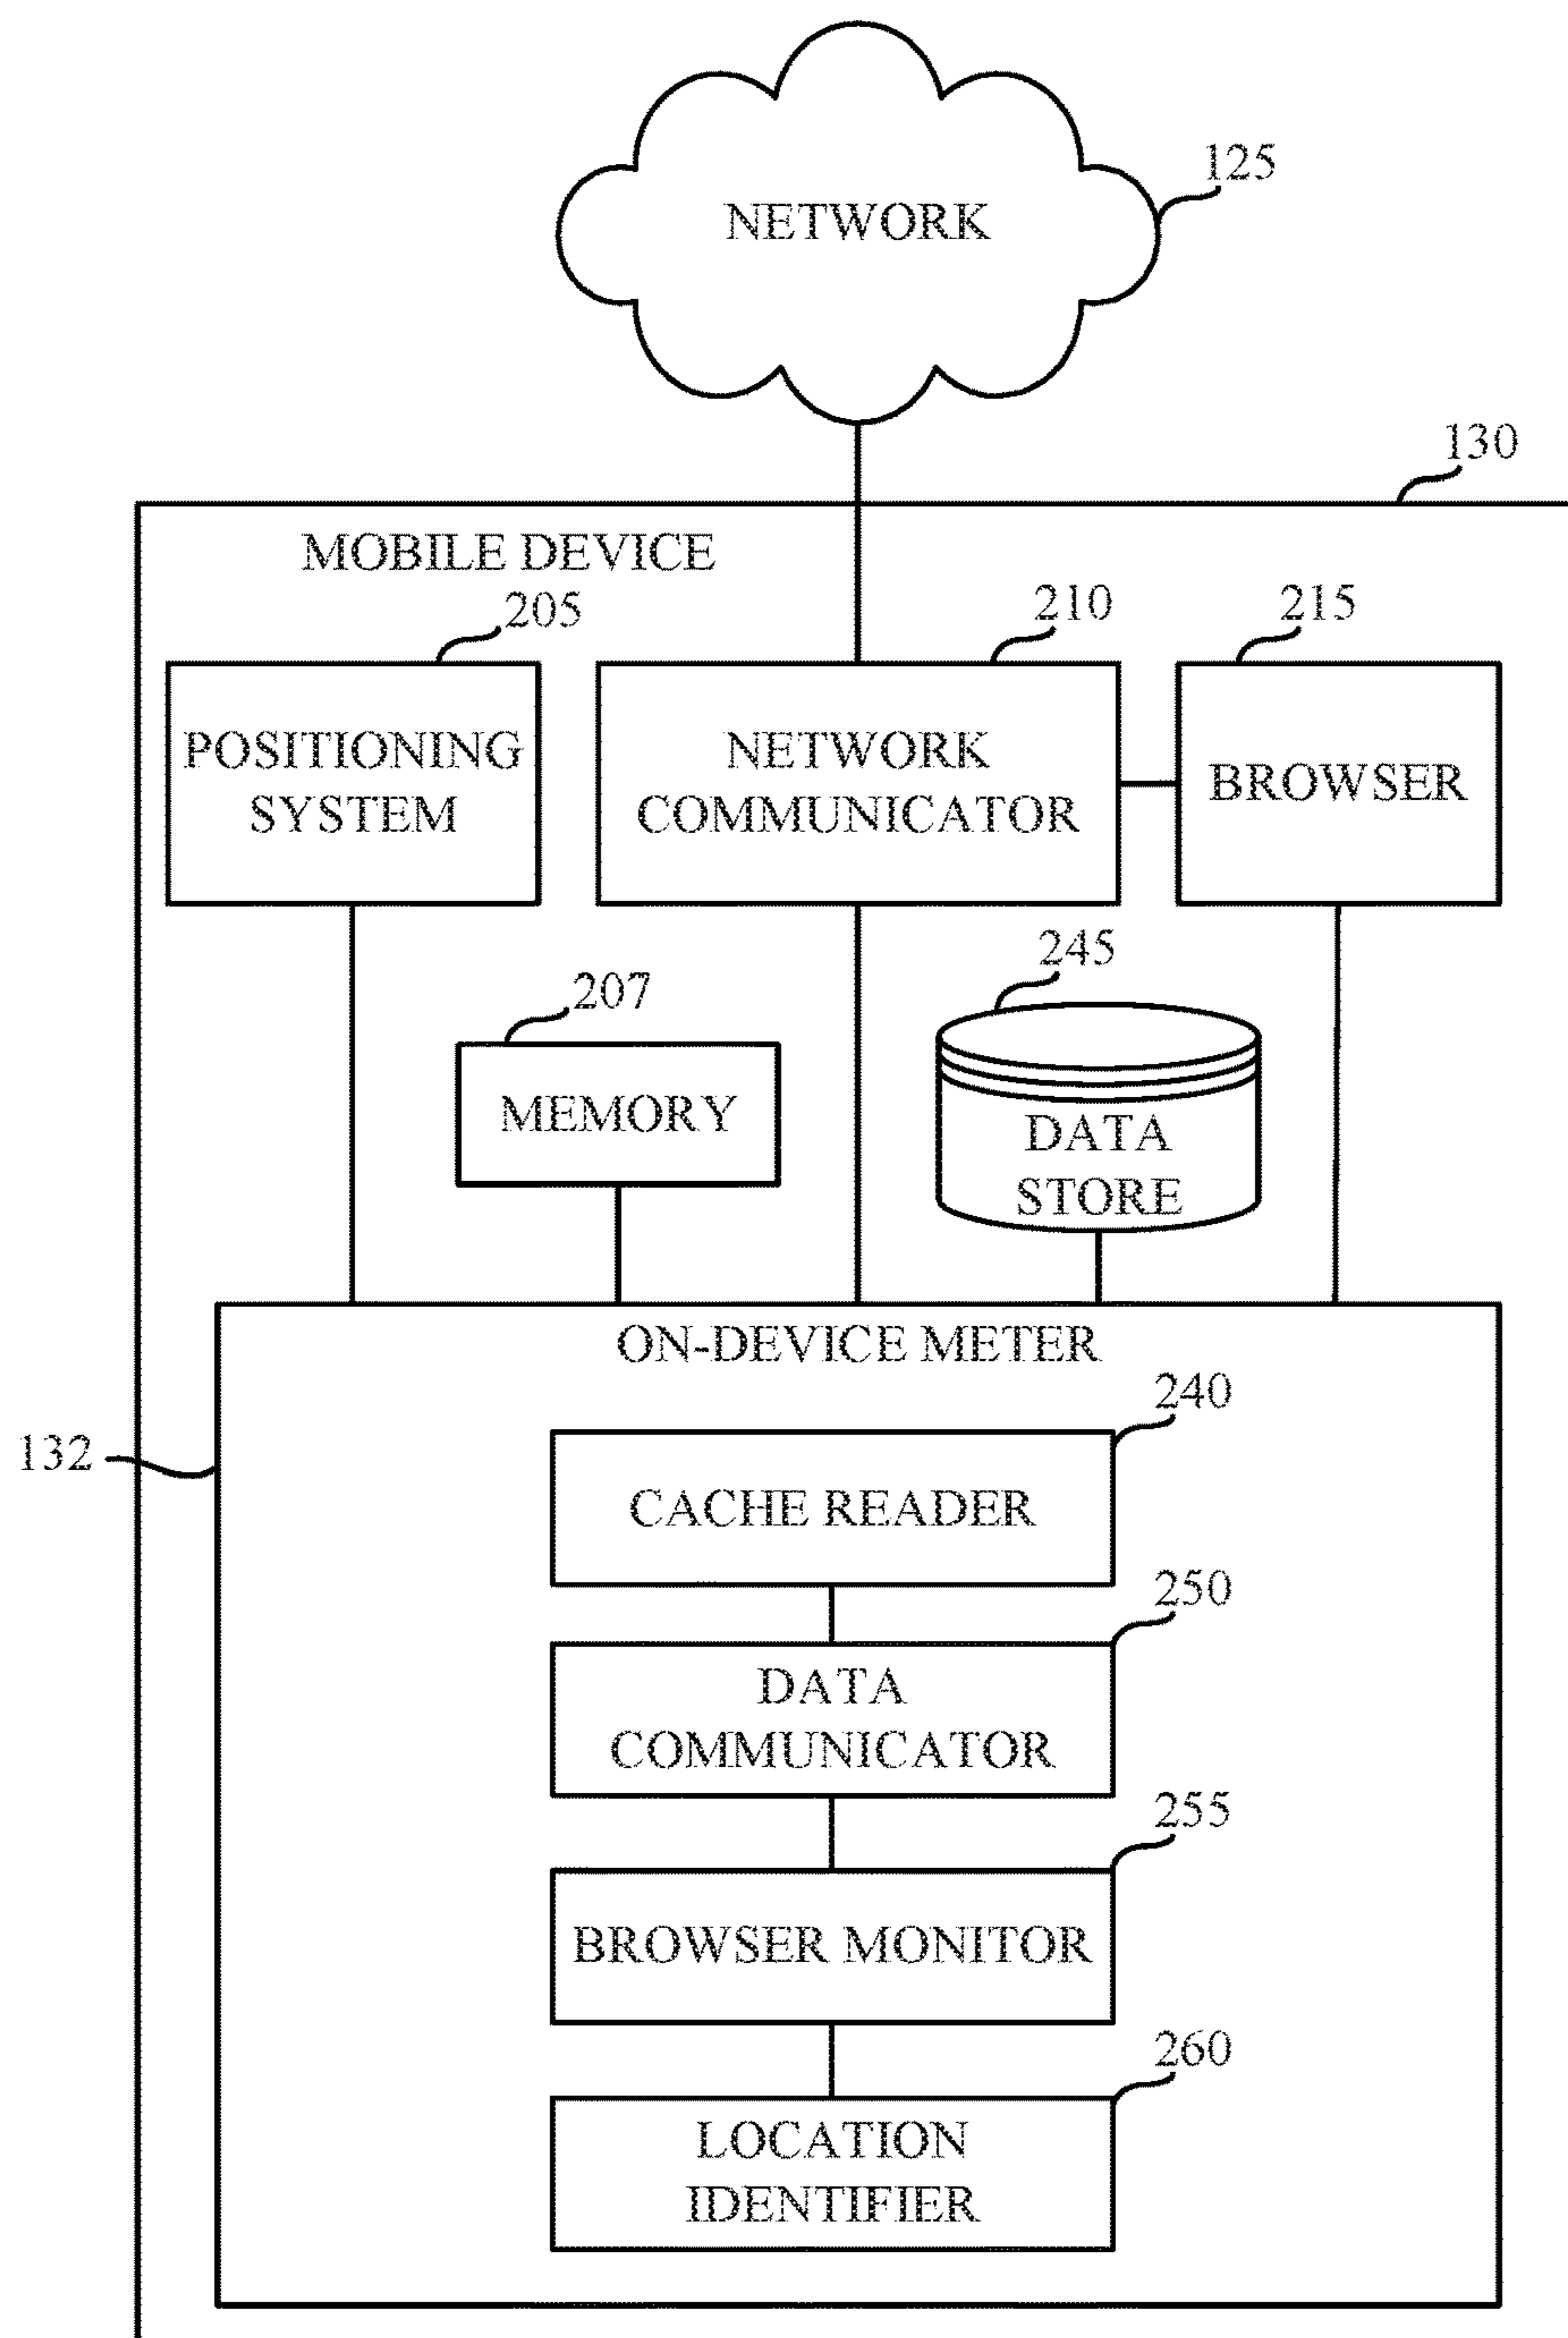 125
NETWORK
130
MOBILE DEVICE
205
210
215
POSITIONING
SYSTEM
NETWORK
COMMUNICATOR
BROWSER
245
207
MEMORY
DATA
STORE
ON-DEVICE METER
240
132
CACHE READER
250
DATA
COMMUNICATOR
255
BROWSER MONITOR
260
LOCATION
IDENTIFIER